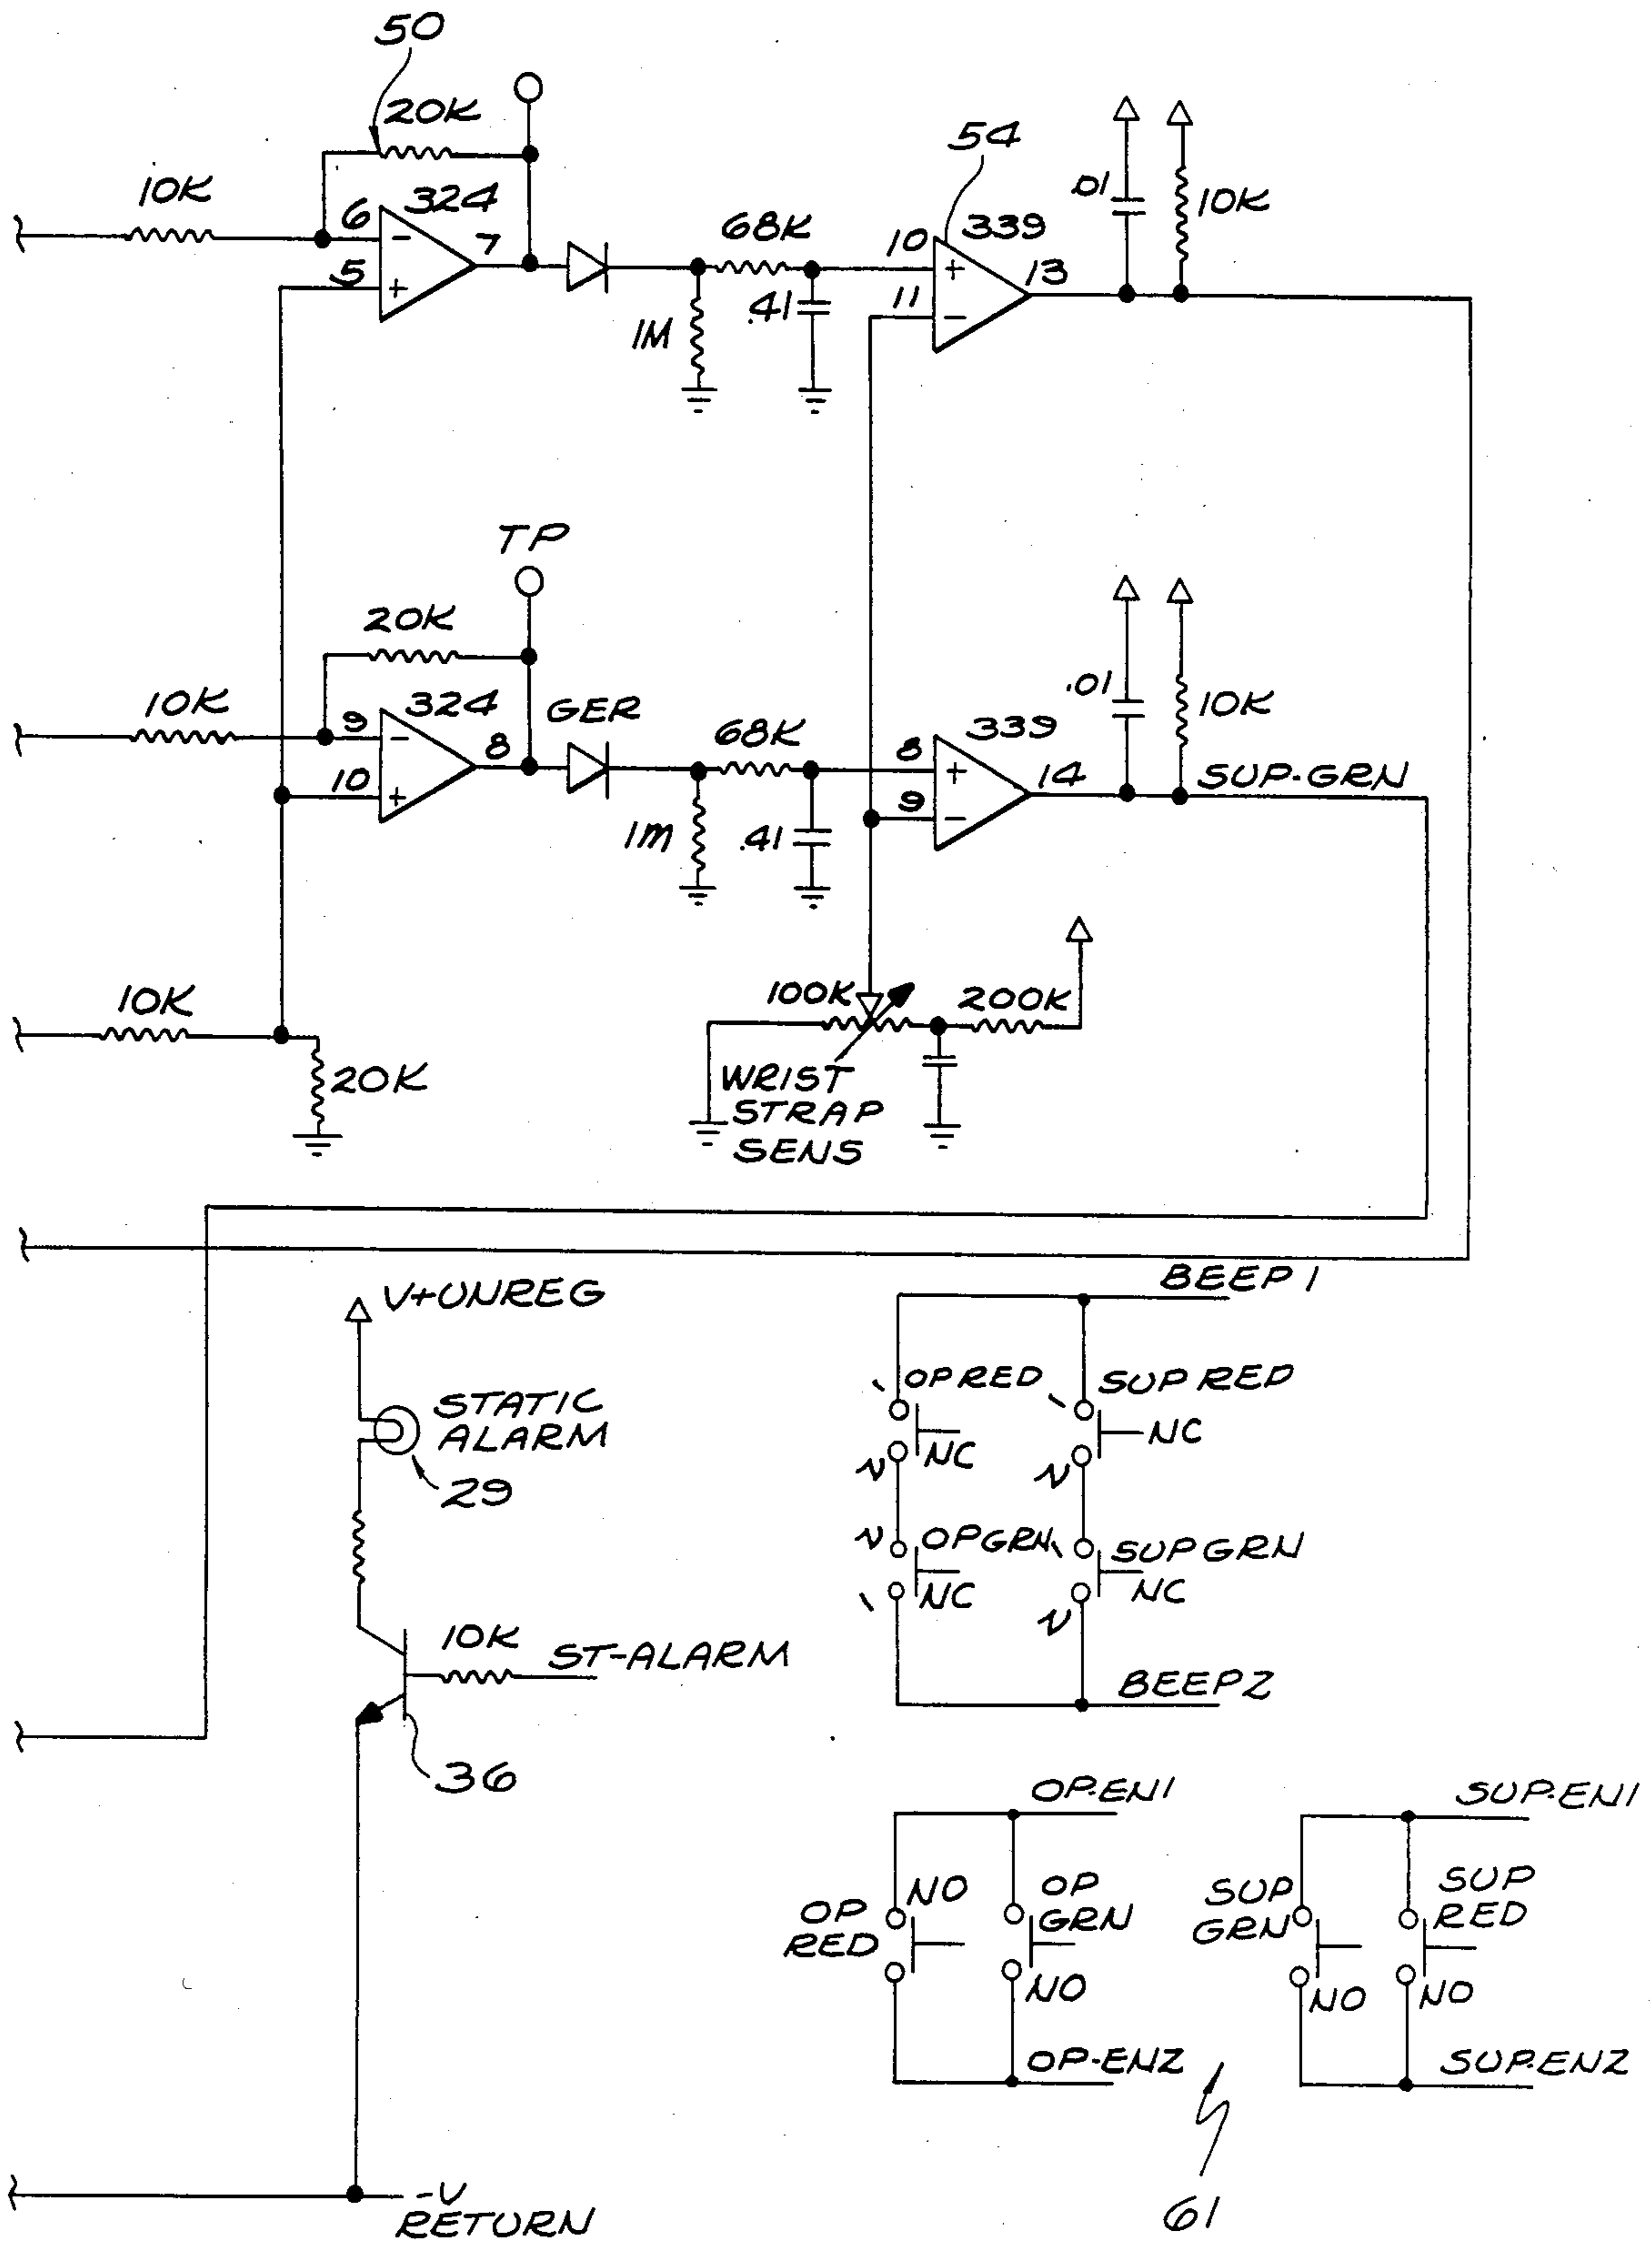 50
20K
10K
324
6
7
5
54
68K
10
339
13
11
1M
.41
.01
10K
TP
20K
10K
324
9
8
GER
10
68K
8
339
14
9
1M
.41
.01
10K
SUP-GRN
10K
20K
100K
200K
WRIST
STRAP
SENS
V+UNREG
STATIC
ALARM
29
10K
ST-ALARM
36
-V
RETURN
BEEP 1
OP RED
SUP RED
NC
NC
OP GRN
SUP GRN
NC
NC
BEEP2
OP-EN1
NO
OP
RED
OP
GRN
NO
OP-EN2
SUP-EN1
SUP
GRN
SUP
RED
NO
NO
SUP-EN2
61